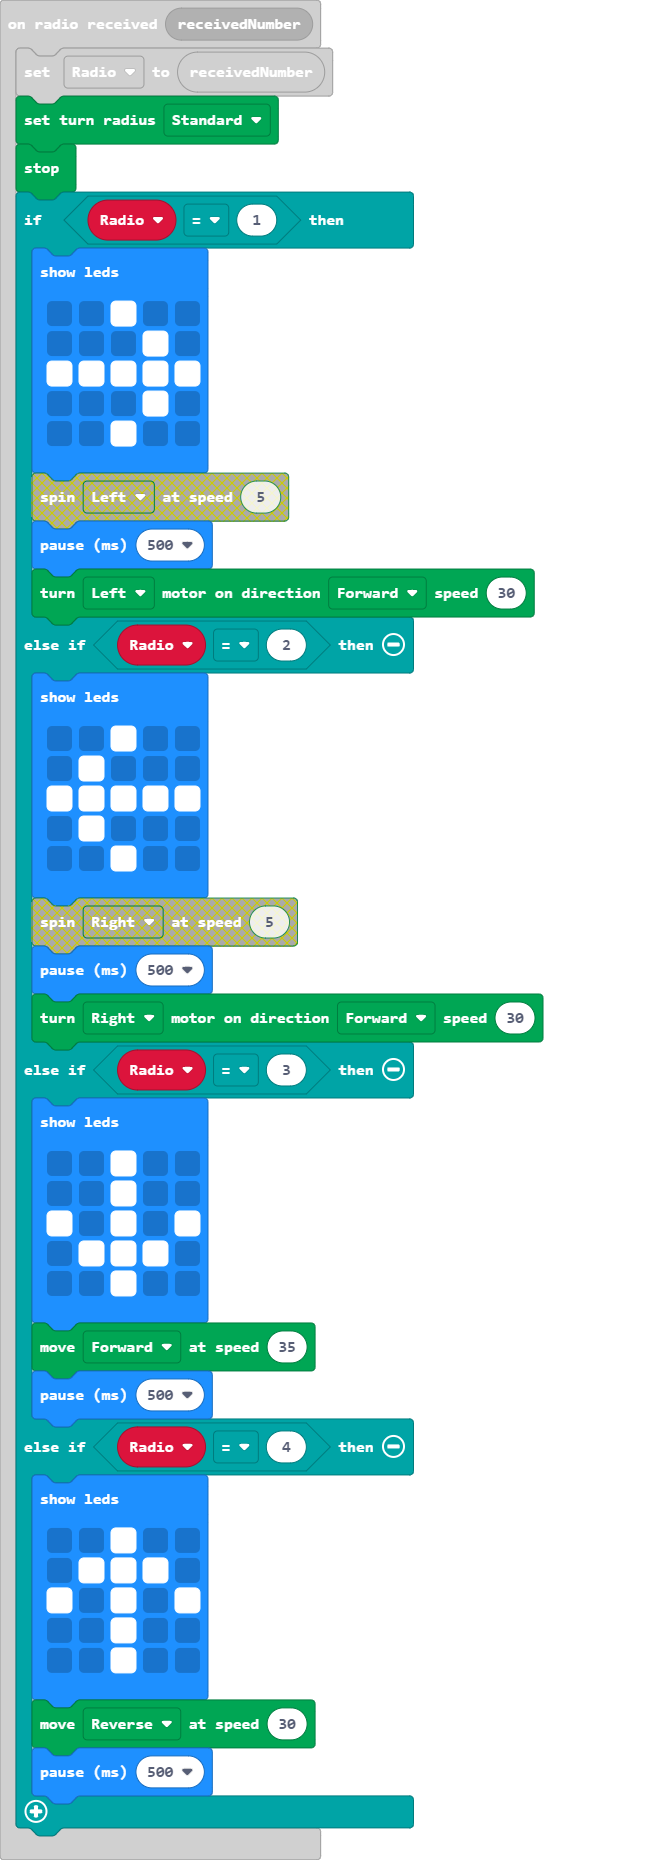 on radio received receivedNumber
set Radio to receivedNumber
set turn radius Standard
stop
if Radio = 1 then
show leds
spin Left at speed 5
pause (ms) 500
turn Left motor on direction Forward speed 30
else if Radio = 2 then
show leds
spin Right at speed 5
pause (ms) 500
turn Right motor on direction Forward speed 30
else if Radio = 3 then
show leds
move Forward at speed 35
pause (ms) 500
else if Radio = 4 then
show leds
move Reverse at speed 30
pause (ms) 500